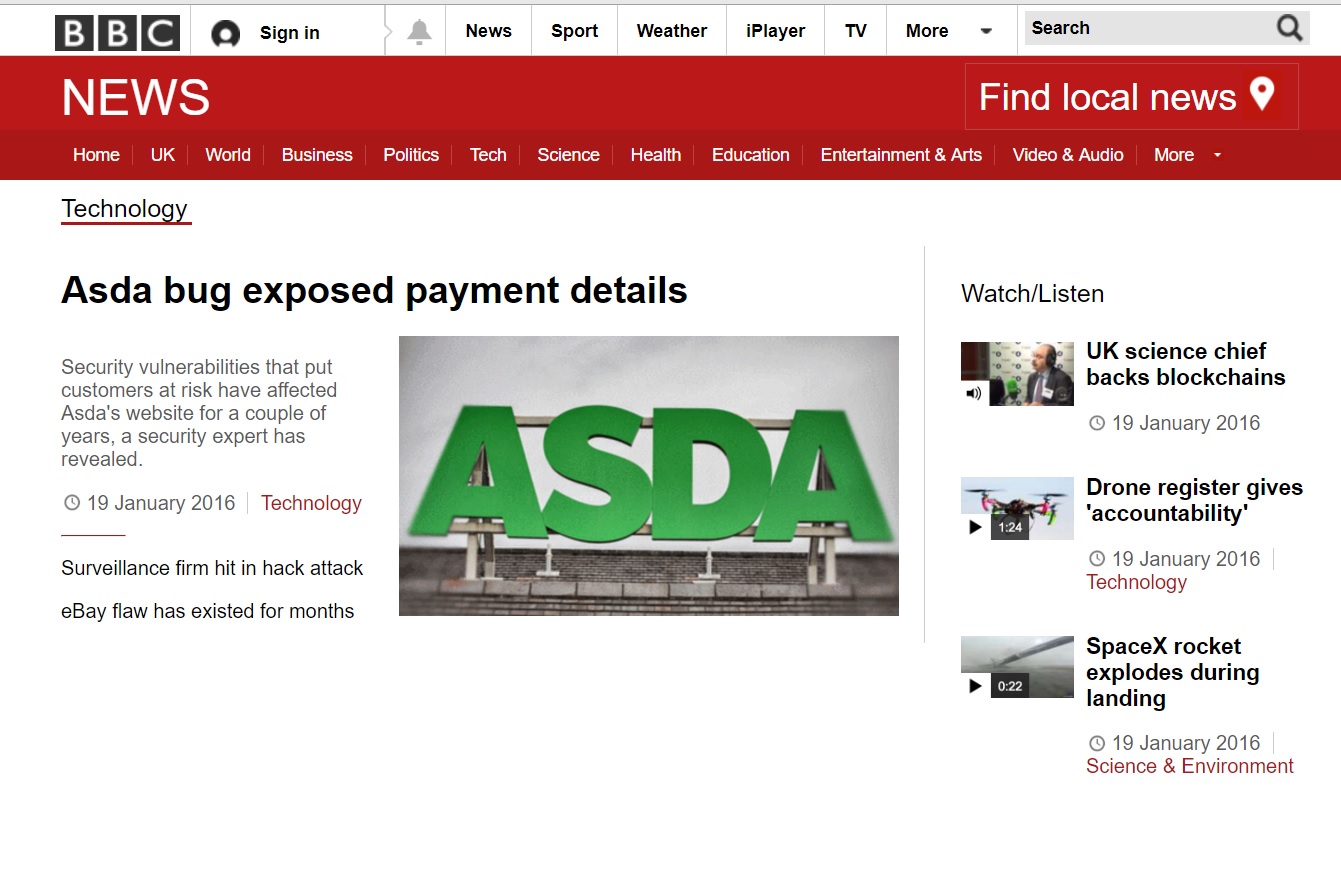 BBC
Sign in
News
Sport
Weather
iPlayer
TV
More
Search
NEWS
Find local news
Home
UK
World
Business
Politics
Tech
Science
Health
Education
Entertainment & Arts
Video & Audio
More
Technology
Asda bug exposed payment details
Security vulnerabilities that put
customers at risk have affected
Asda's website for a couple of
years, a security expert has
revealed.
19 January 2016
Technology
Surveillance firm hit in hack attack
eBay flaw has existed for months
ASDA
Watch/Listen
UK science chief
backs blockchains
19 January 2016
1:24
Drone register gives
'accountability'
19 January 2016
Technology
0:22
SpaceX rocket
explodes during
landing
19 January 2016
Science & Environment